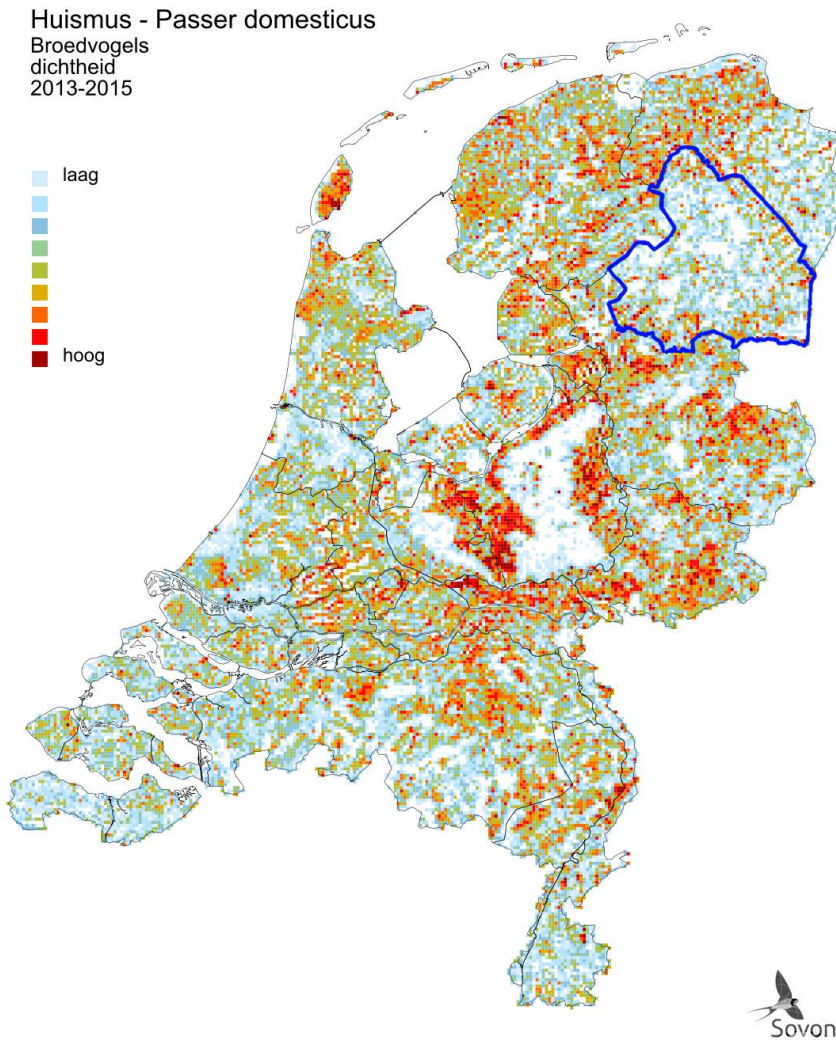 Huismus - Passer domesticus
Broedvogels
dichtheid
2013-2015
laag
hoog
Sovon